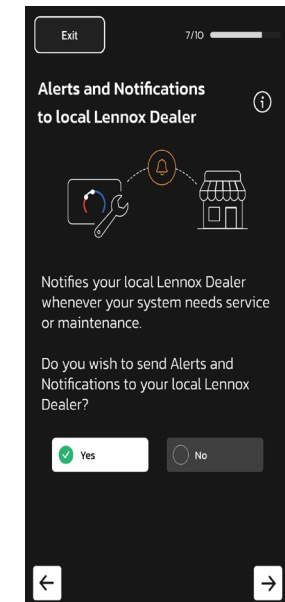 Exit
7/10
Alerts and Notifications
to local Lennox Dealer
Notifies your local Lennox Dealer
whenever your system needs service
or maintenance.
Do you wish to send Alerts and
Notifications to your local Lennox
Dealer?
Yes
No